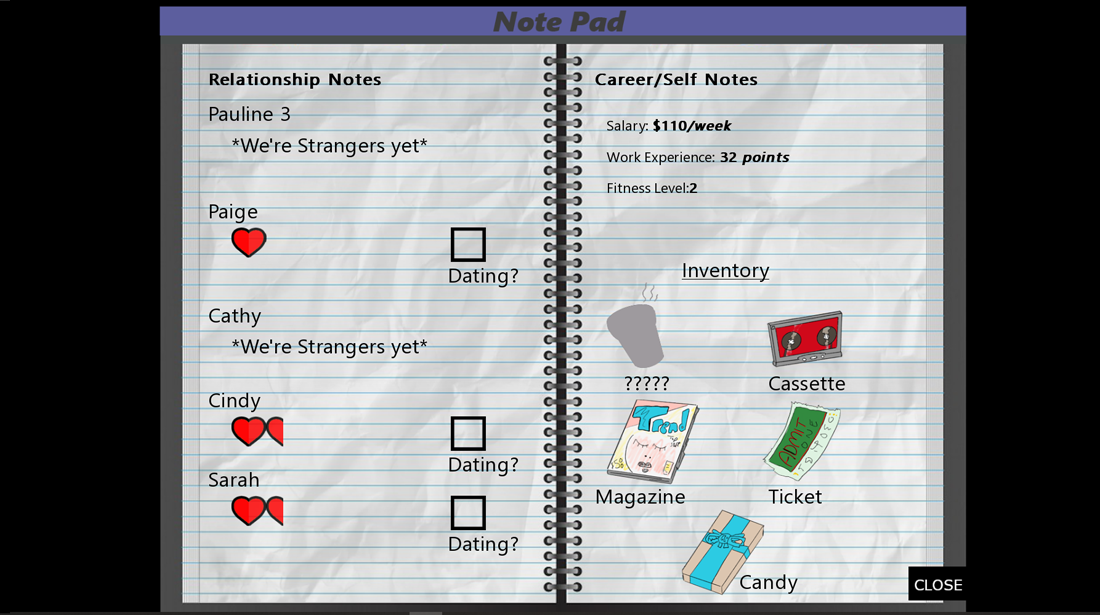 Note Pad
Relationship Notes
Pauline 3
*We're Strangers yet*
Paige
Dating?
Cathy
*We're Strangers yet*
Cindy
Dating?
Sarah
Dating?
Career/Self Notes
Salary: $110/week
Work Experience: 32 points
Fitness Level:2
Inventory
?????
Cassette
Trend
Magazine
ADMIT
ONE
Ticket
Candy
CLOSE